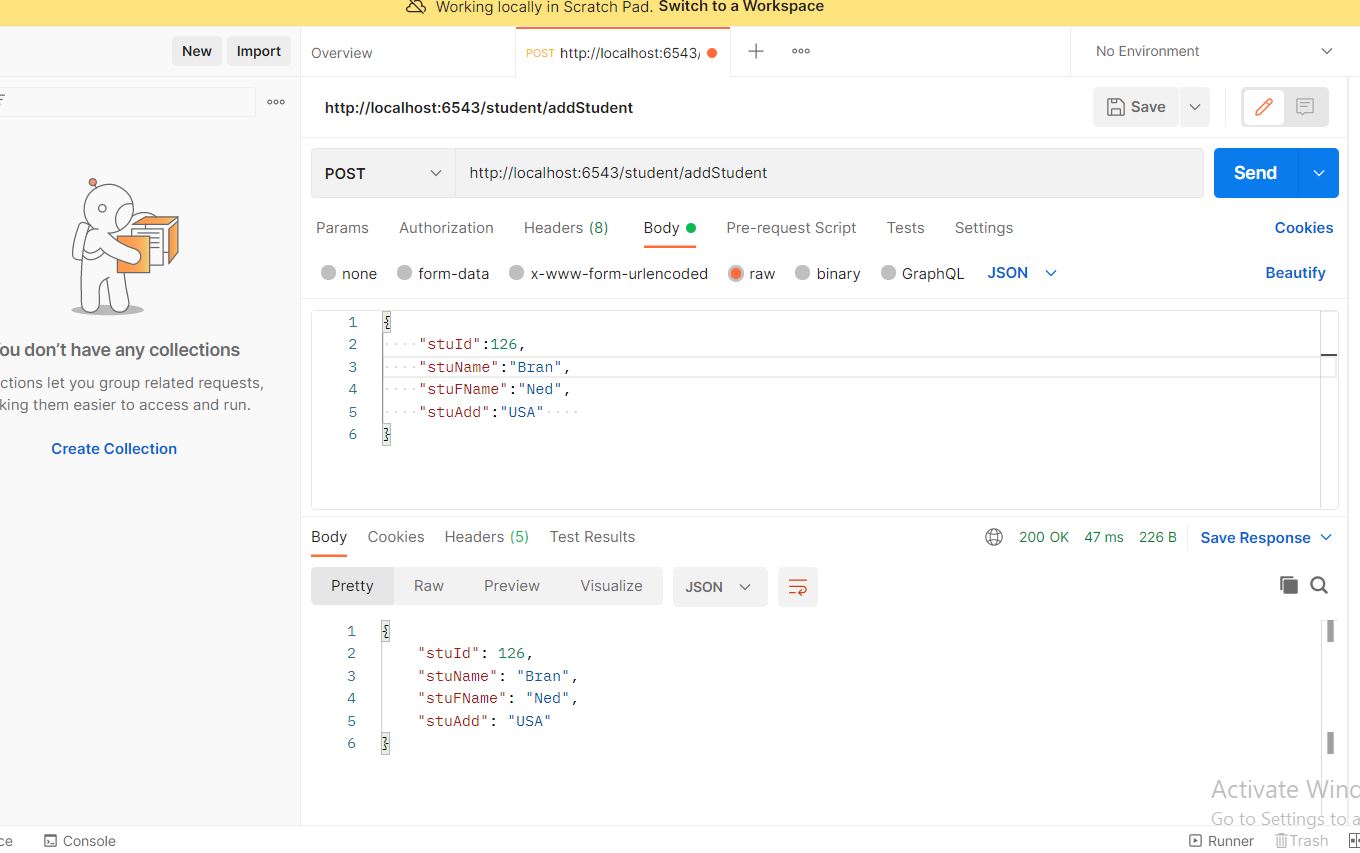 Working locally in Scratch Pad. Switch to a Workspace
New Import
Overview
POST http://localhost:6543/
No Environment
http://localhost:6543/student/addStudent
Save
POST http://localhost:6543/student/addStudent Send
Params Authorization Headers (8) Body Pre-request Script Tests Settings Cookies
none form-data x-www-form-urlencoded raw binary GraphQL JSON Beautify
1 {
2 "stuId":126,
3 "stuName":"Bran",
4 "stuFName":"Ned",
5 "stuAdd":"USA"
6 }
ou don't have any collections
ctions let you group related requests,
king them easier to access and run.
Create Collection
Body Cookies Headers (5) Test Results 200 OK 47 ms 226 B Save Response
Pretty Raw Preview Visualize JSON
1 {
2 "stuId": 126,
3 "stuName": "Bran",
4 "stuFName": "Ned",
5 "stuAdd": "USA"
6 }
Activate Wind
Go to Settings to a
ce Console Runner Trash